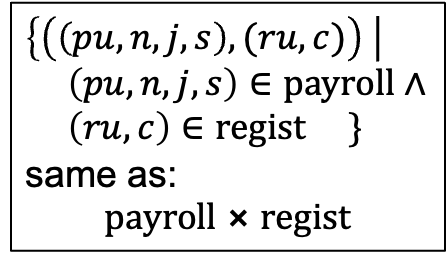 {((pu, n, j, s), (ru, c)) |
(pu, n, j, s) ∈ payroll ∧
(ru, c) ∈ regist }
same as:
payroll × regist